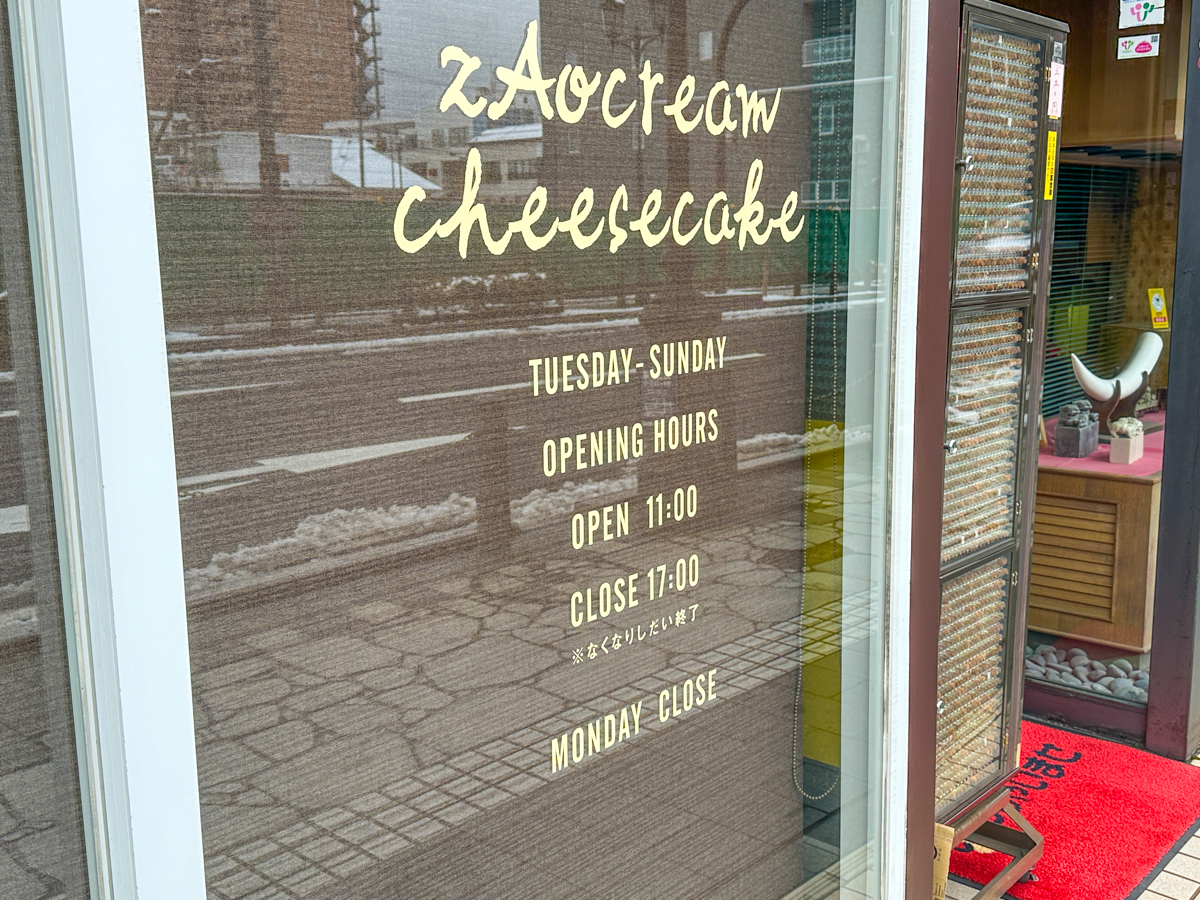 zAocream
cheesecake
TUESDAY-SUNDAY
OPENING HOURS
OPEN 11:00
CLOSE 17:00
※なくなりしだい終了
MONDAY CLOSE